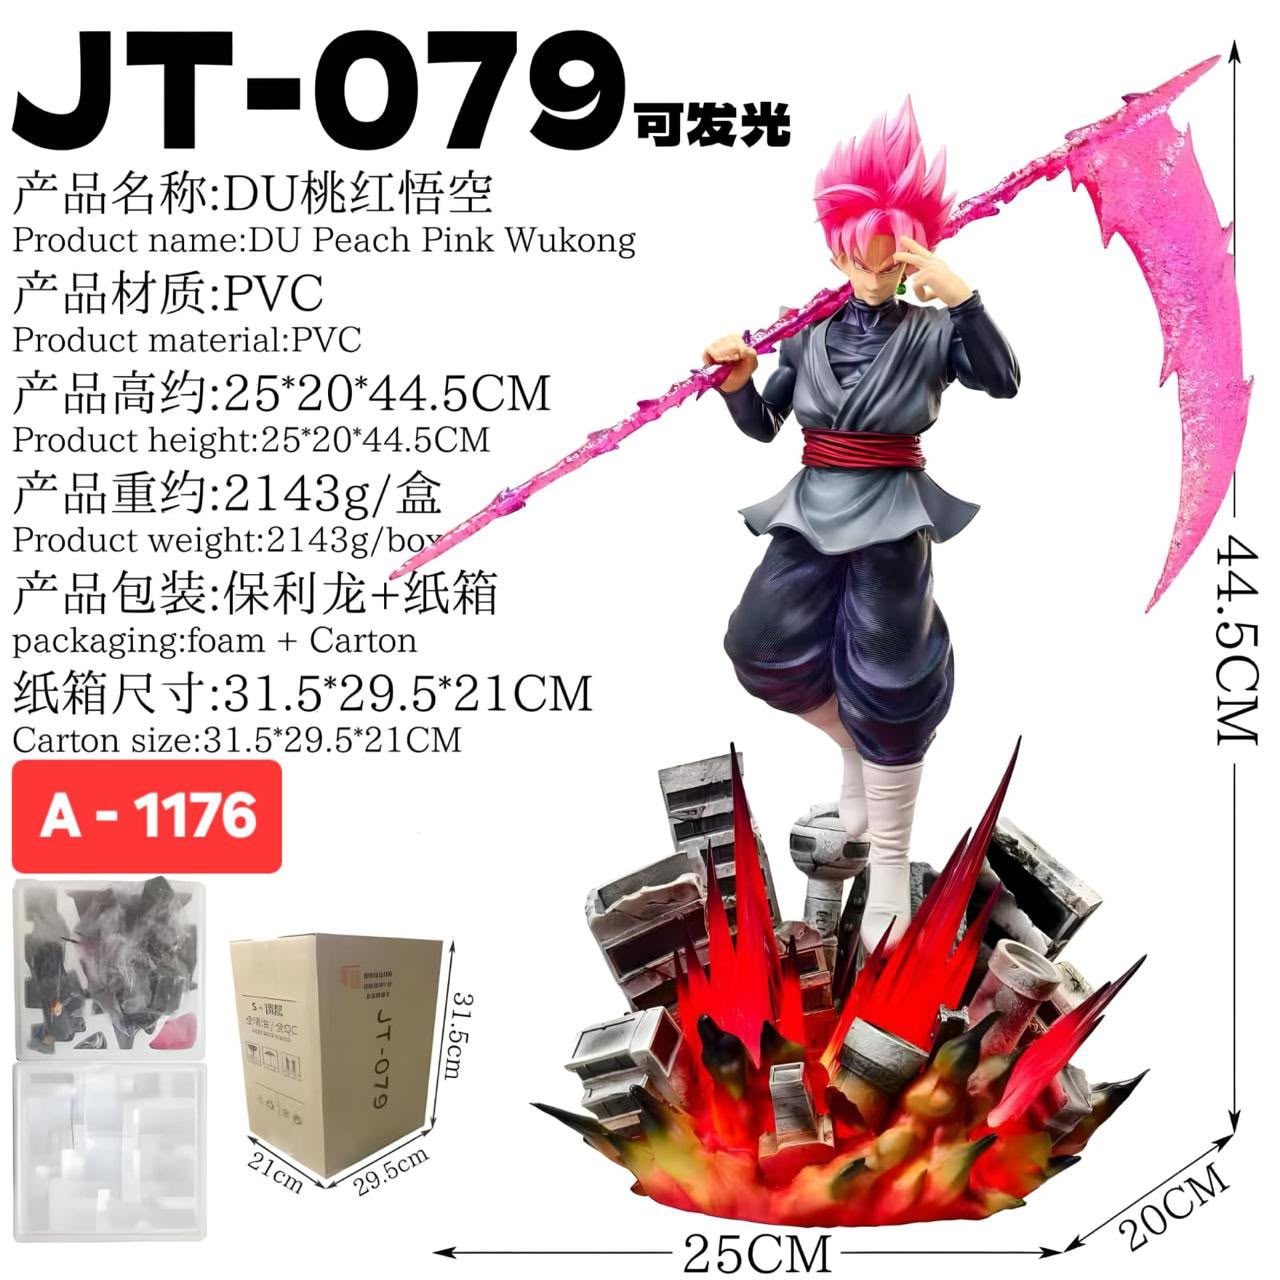 JT-079可发光
产品名称:DU桃红悟空
Product name:DU Peach Pink Wukong
产品材质:PVC
Product material:PVC
产品高约:25*20*44.5CM
Product height:25*20*44.5CM
产品重约:2143g/盒
Product weight:2143g/box
产品包装:保利龙+纸箱
packaging:foam + Carton
纸箱尺寸:31.5*29.5*21CM
Carton size:31.5*29.5*21CM
A - 1176
JT-079
31.5cm
21cm
29.5cm
44.5CM
25CM
20CM